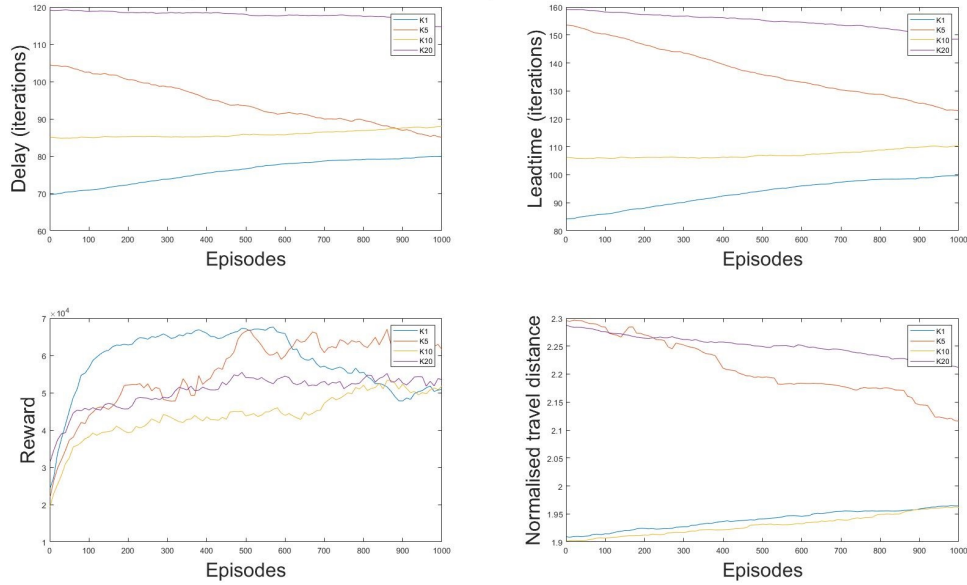 120
110
100
90
80
70
60
Delay (iterations)
0 100 200 300 400 500 600 700 800 900 1000
Episodes
K1
K5
K10
K20
160
150
140
130
120
110
100
90
80
Leadtime (iterations)
0 100 200 300 400 500 600 700 800 900 1000
Episodes
K1
K5
K10
K20
7 ×10⁴
6
5
4
3
2
1
Reward
0 100 200 300 400 500 600 700 800 900 1000
Episodes
K1
K5
K10
K20
2.3
2.25
2.2
2.15
2.1
2.05
2
1.95
1.9
Normalised travel distance
0 100 200 300 400 500 600 700 800 900 1000
Episodes
K1
K5
K10
K20